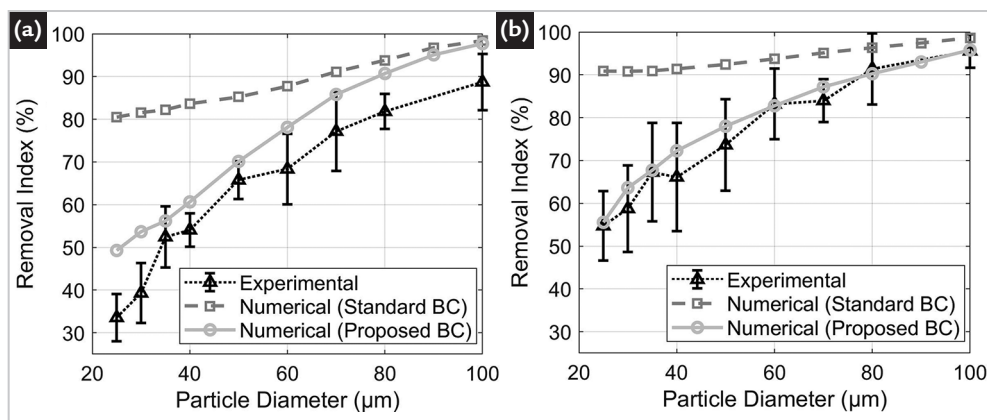 (a)
100
90
80
70
60
50
40
30
Removal Index (%)
Experimental
Numerical (Standard BC)
Numerical (Proposed BC)
20 40 60 80 100
Particle Diameter (µm)
(b)
100
90
80
70
60
50
40
30
Removal Index (%)
Experimental
Numerical (Standard BC)
Numerical (Proposed BC)
20 40 60 80 100
Particle Diameter (µm)